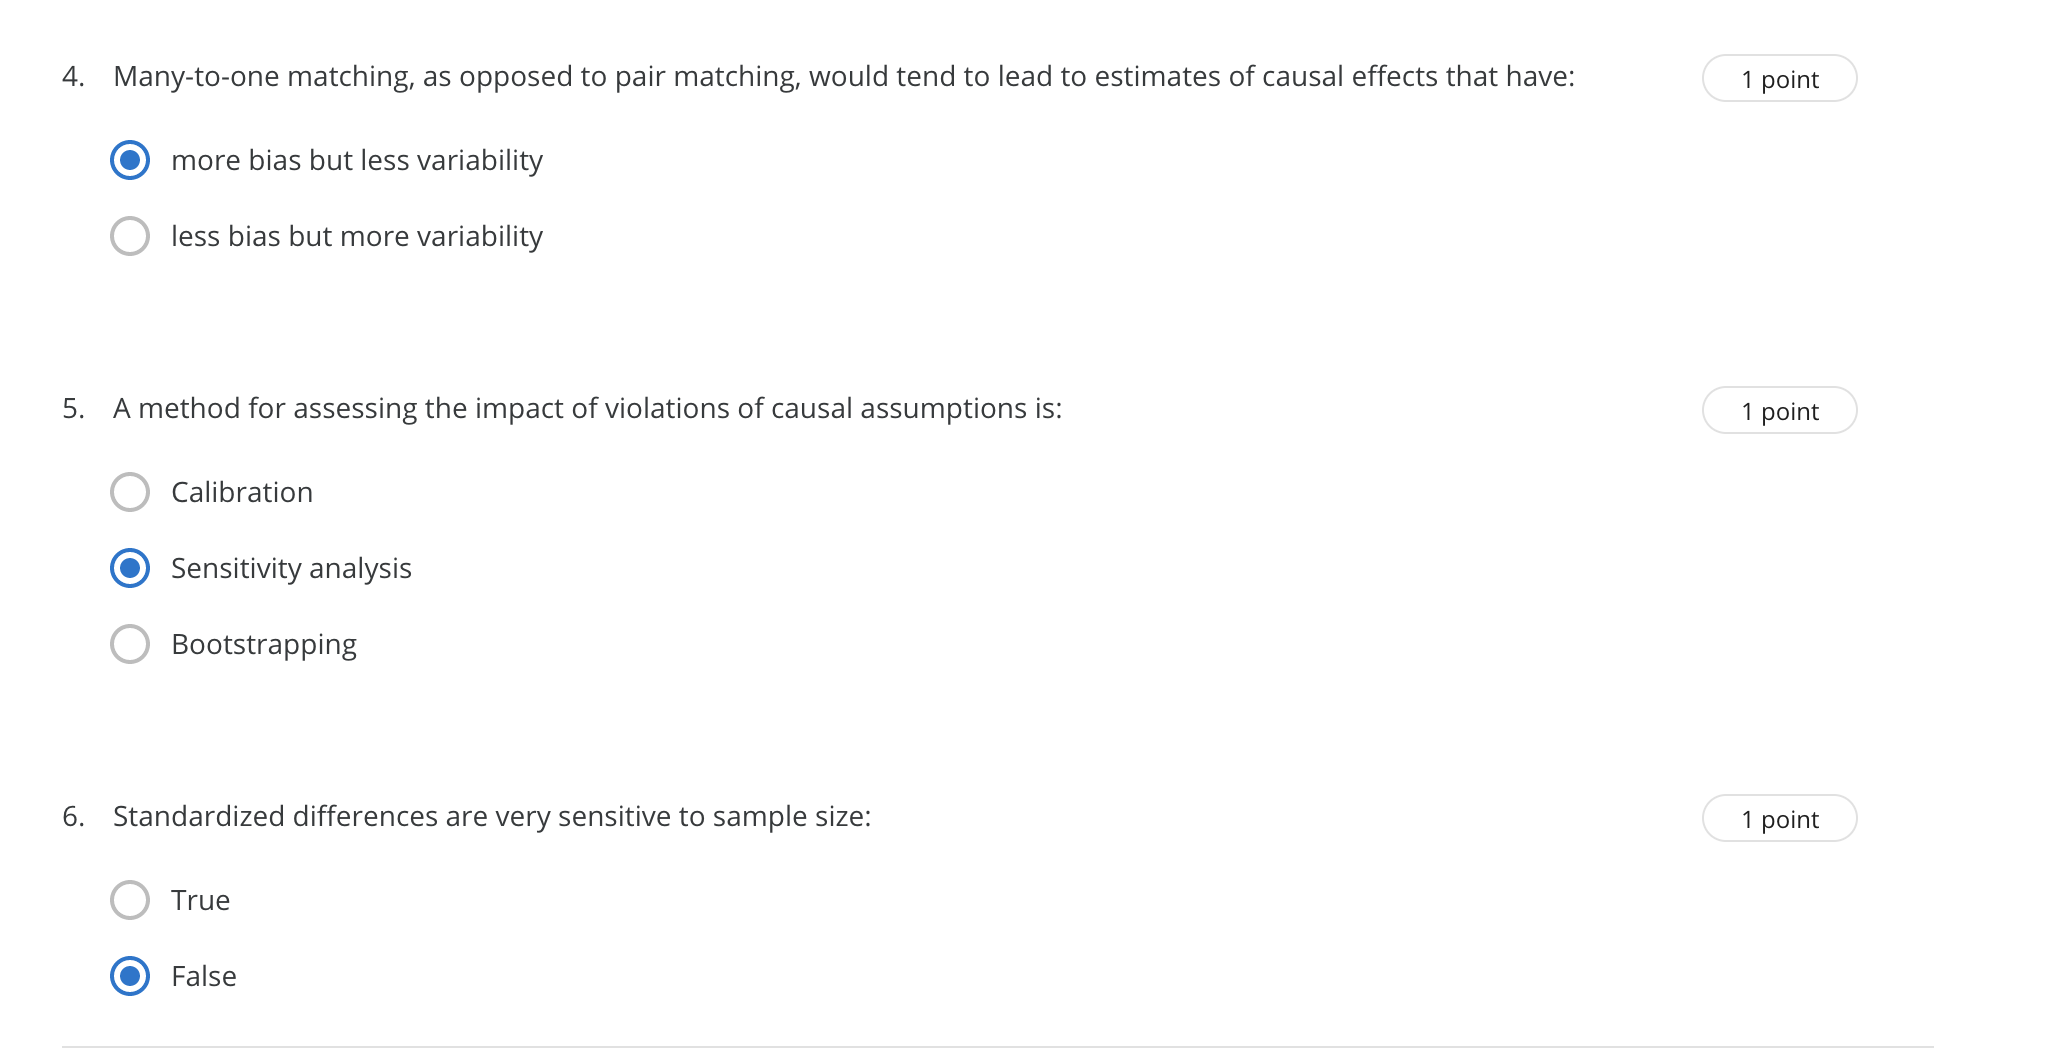 4. Many-to-one matching, as opposed to pair matching, would tend to lead to estimates of causal effects that have: 1 point
more bias but less variability
less bias but more variability
5. A method for assessing the impact of violations of causal assumptions is: 1 point
Calibration
Sensitivity analysis
Bootstrapping
6. Standardized differences are very sensitive to sample size: 1 point
True
False